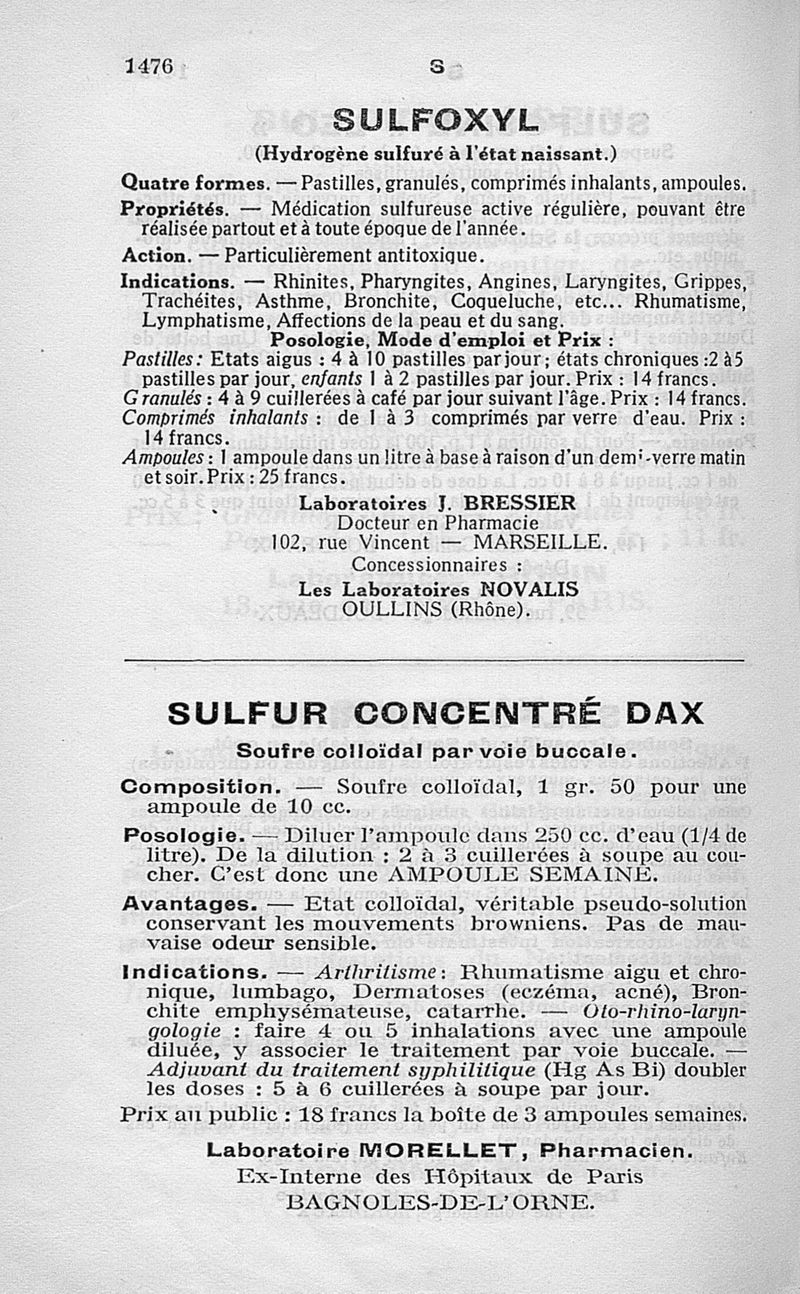 1476
S
SULFOXYL
(Hydrogène sulfuré à l'état naissant.)
Quatre formes. — Pastilles, granulés, comprimés inhalants, ampoules.
Propriétés. — Médication sulfureuse active régulière, pouvant être
réalisée partout et à toute époque de l'année.
Action. — Particulièrement antitoxique.
Indications. — Rhinites, Pharyngites, Angines, Laryngites, Grippes,
Trachéites, Asthme, Bronchite, Coqueluche, etc... Rhumatisme,
Lymphatisme, Affections de la peau et du sang.
Posologie, Mode d'emploi et Prix :
Pastilles : Etats aigus : 4 à 10 pastilles par jour ; états chroniques : 2 à 5
pastilles par jour, enfants 1 à 2 pastilles par jour. Prix : 14 francs.
Granulés : 4 à 9 cuillerées à café par jour suivant l'âge. Prix : 14 francs.
Comprimés inhalants : de 1 à 3 comprimés par verre d'eau. Prix :
14 francs.
Ampoules : 1 ampoule dans un litre à base à raison d'un demi-verre matin
et soir. Prix : 25 francs.
Laboratoires J. BRESSIER
Docteur en Pharmacie
102, rue Vincent — MARSEILLE.
Concessionnaires :
Les Laboratoires NOVALIS
OULLINS (Rhône).
SULFUR CONCENTRÉ DAX
Soufre colloïdal par voie buccale.
Composition. — Soufre colloïdal, 1 gr. 50 pour une
ampoule de 10 cc.
Posologie. — Diluer l'ampoule dans 250 cc. d'eau (1/4 de
litre). De la dilution : 2 à 3 cuillerées à soupe au cou-
cher. C'est donc une AMPOULE SEMAINE.
Avantages. — Etat colloïdal, véritable pseudo-solution
conservant les mouvements browniens. Pas de mau-
vaise odeur sensible.
Indications. — Arthritisme : Rhumatisme aigu et chro-
nique, lumbago, Dermatoses (eczéma, acné), Bron-
chite emphysémateuse, catarrhe. — Oto-rhino-laryn-
gologie : faire 4 ou 5 inhalations avec une ampoule
diluée, y associer le traitement par voie buccale. —
Adjuvant du traitement syphilitique (Hg As Bi) doubler
les doses : 5 à 6 cuillerées à soupe par jour.
Prix au public : 18 francs la boîte de 3 ampoules semaines.
Laboratoire MORELLET, Pharmacien.
Ex-Interne des Hôpitaux de Paris
BAGNOLES-DE-L'ORNE.